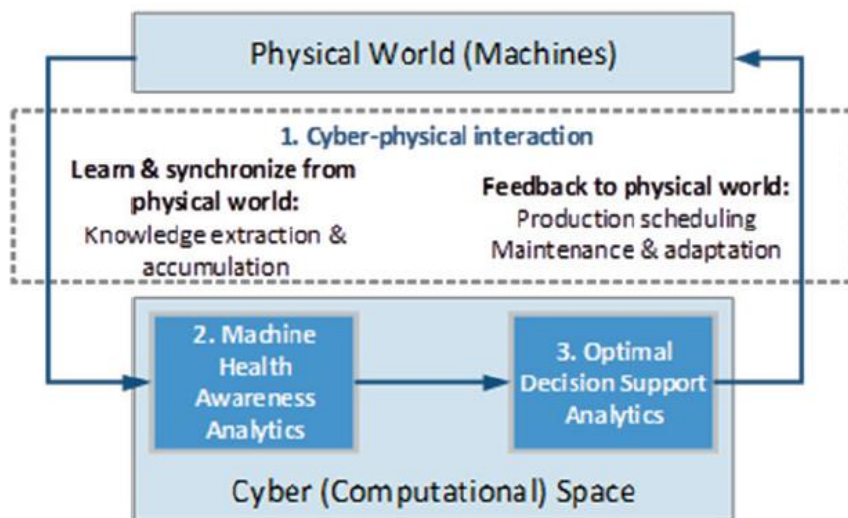 Physical World (Machines)
1. Cyber-physical interaction
Learn & synchronize from
physical world:
Knowledge extraction &
accumulation
Feedback to physical world:
Production scheduling
Maintenance & adaptation
2. Machine
Health
Awareness
Analytics
3. Optimal
Decision Support
Analytics
Cyber (Computational) Space